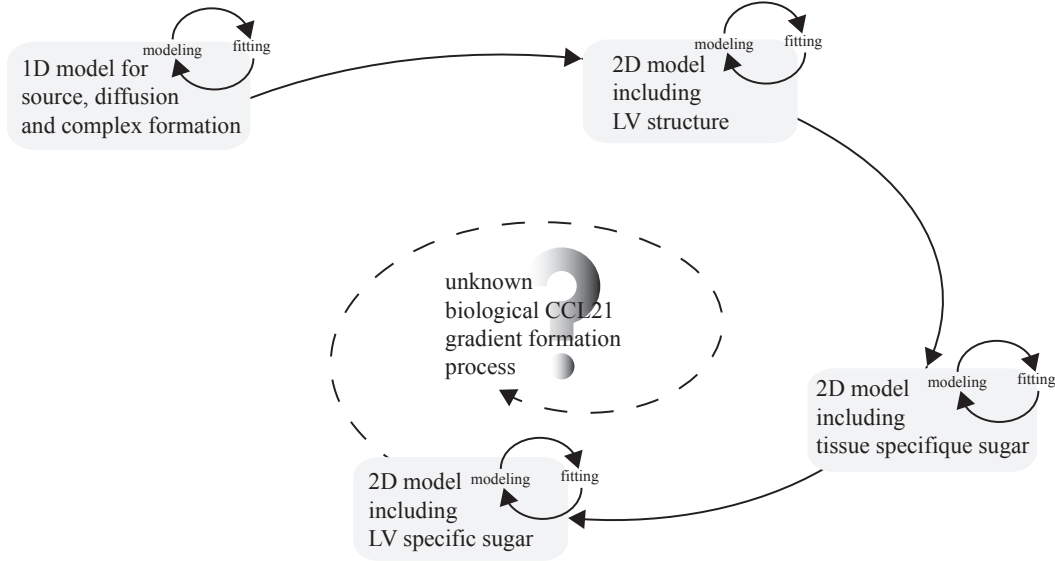 modeling
fitting
1D model for
source, diffusion
and complex formation
modeling
fitting
2D model
including
LV structure
unknown
biological CCL21
gradient formation
process
modeling
fitting
2D model
including
tissue specifique sugar
modeling
fitting
2D model
including
LV specific sugar
?